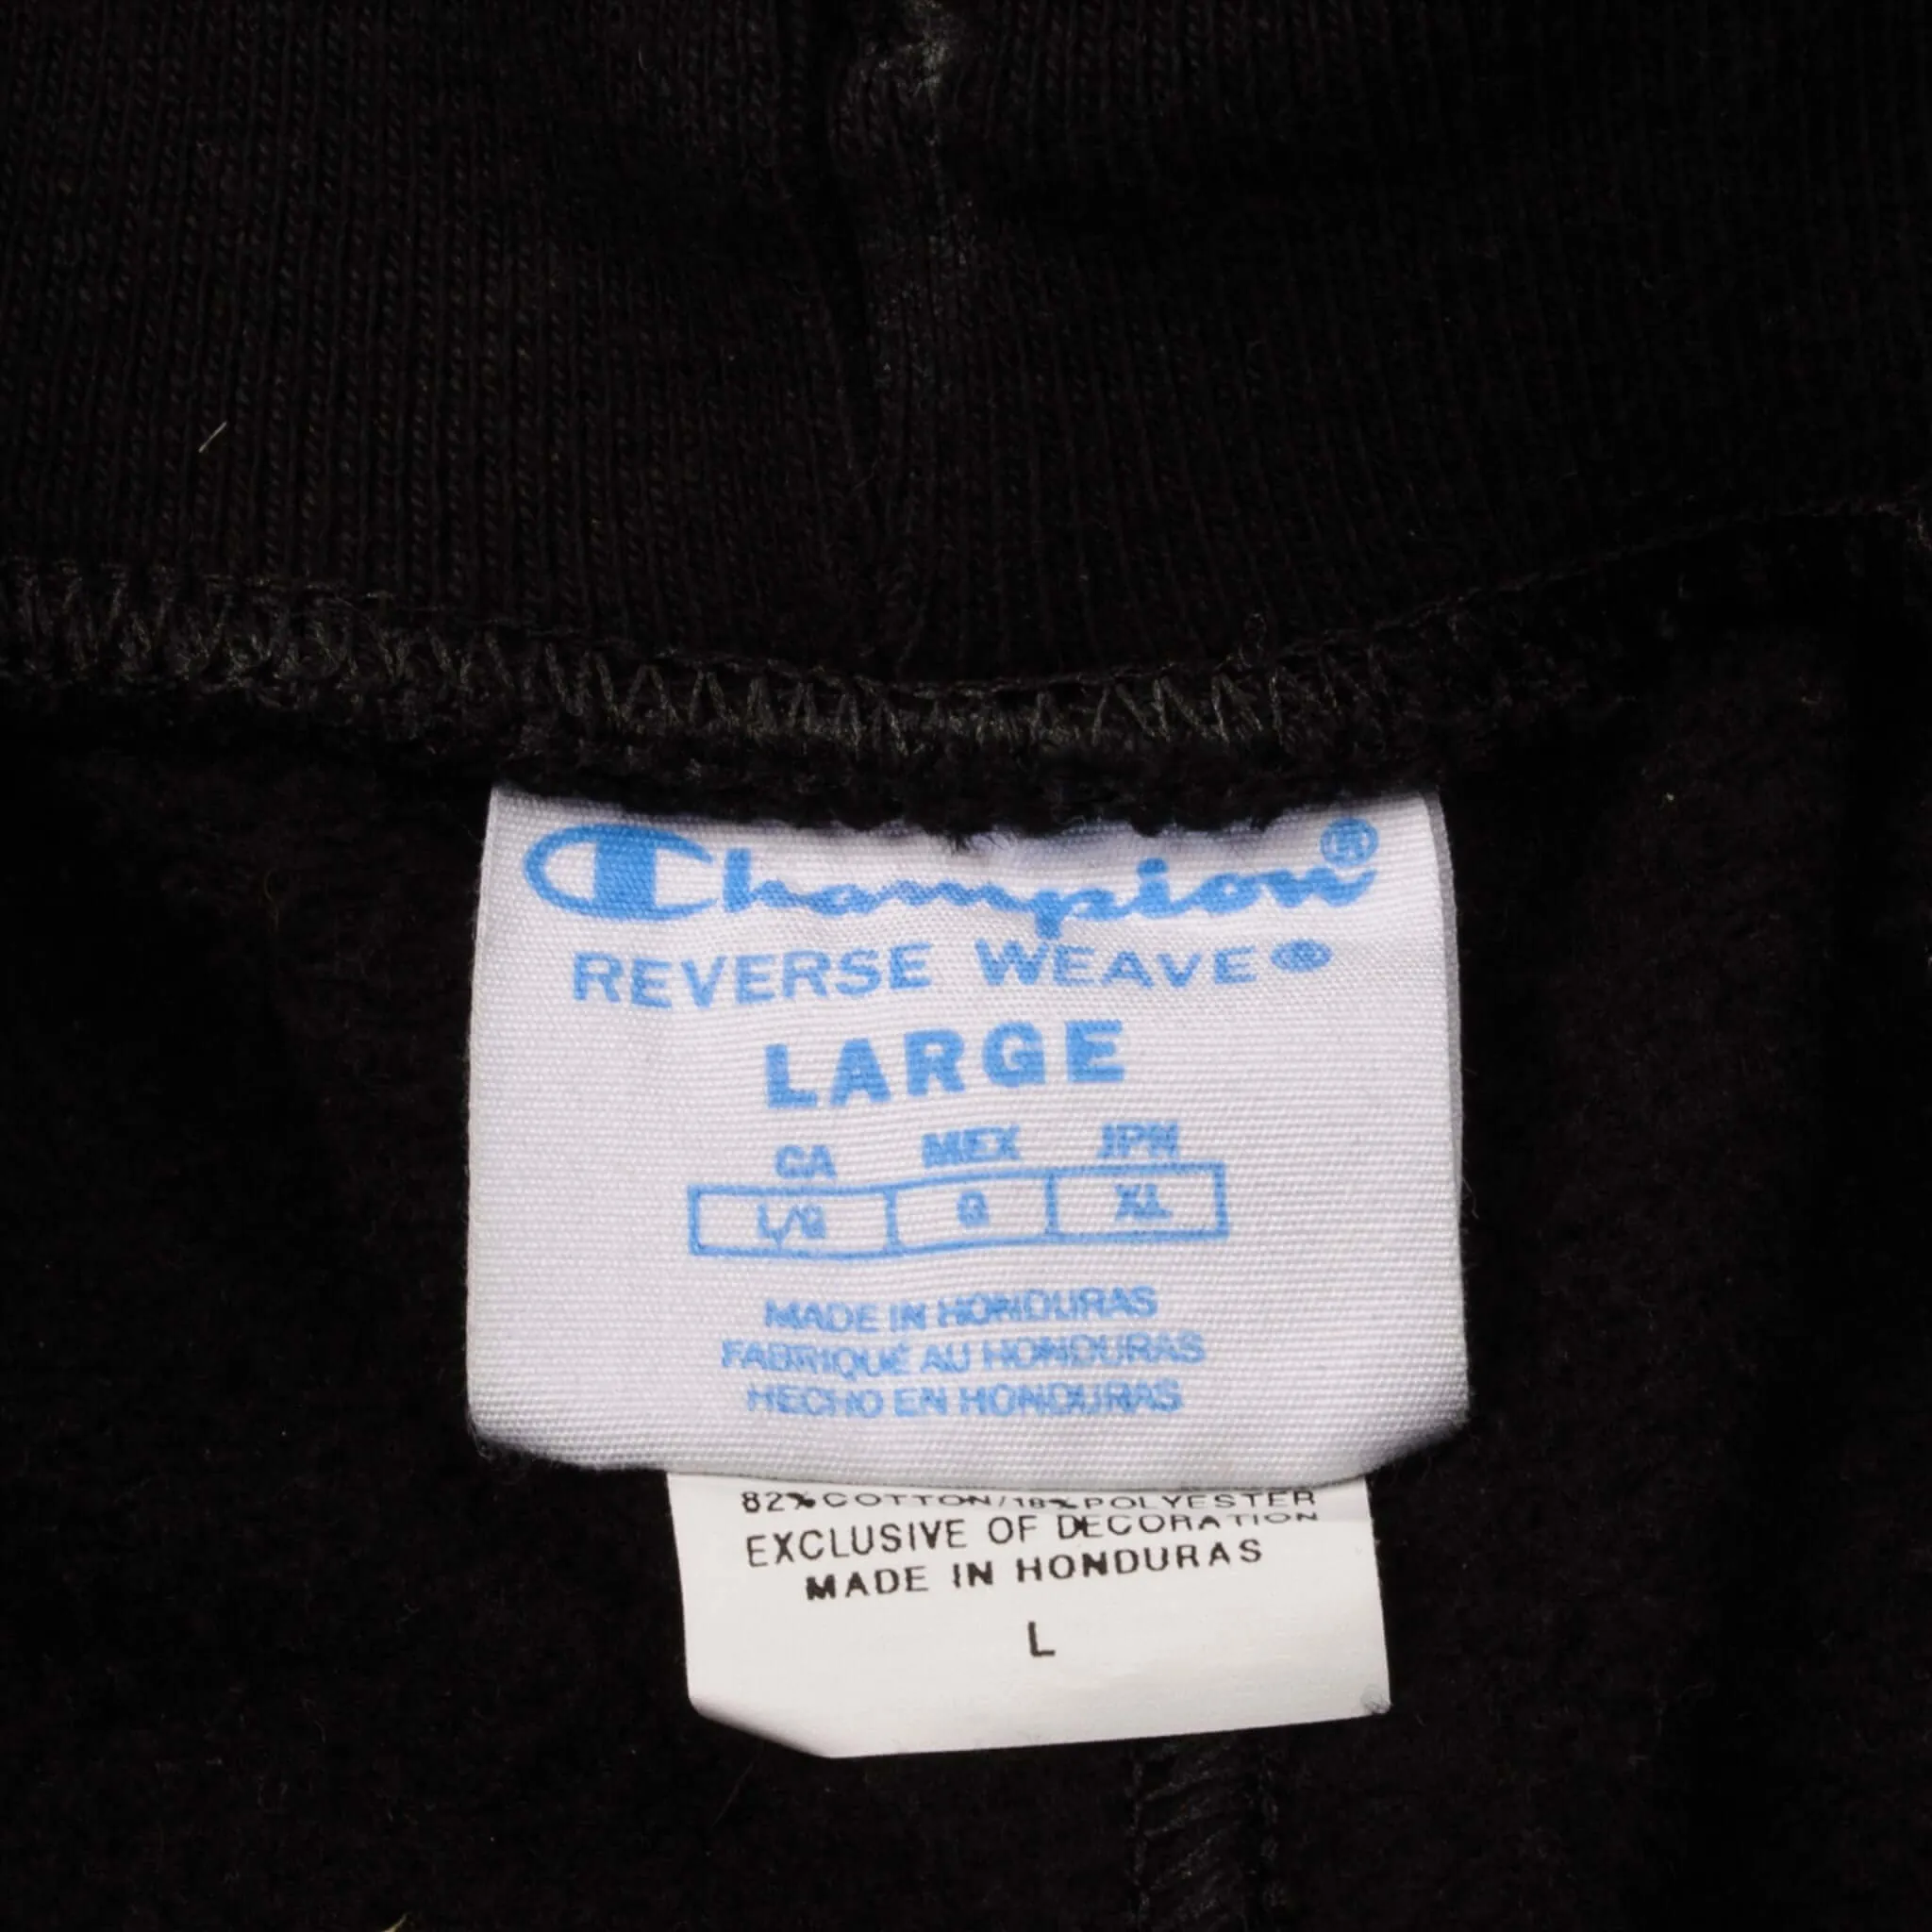 Champion®
REVERSE WEAVE®
LARGE
CA MEX JPN
L/G G XL
MADE IN HONDURAS
FABRIQUÉ AU HONDURAS
HECHO EN HONDURAS
82%COTTON/18%POLYESTER
EXCLUSIVE OF DECORATION
MADE IN HONDURAS
L